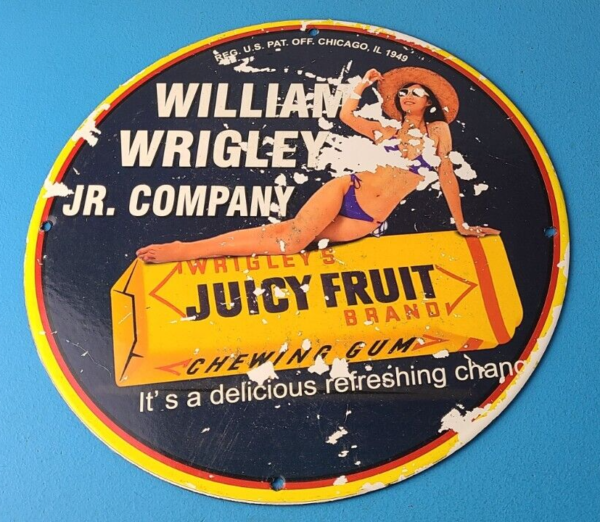 REG. U.S. PAT. OFF. CHICAGO, IL 1949
WILLIAM
WRIGLEY
JR. COMPANY
WRIGLEY'S
JUICY FRUIT
BRAND
CHEWING GUM
It's a delicious refreshing chang